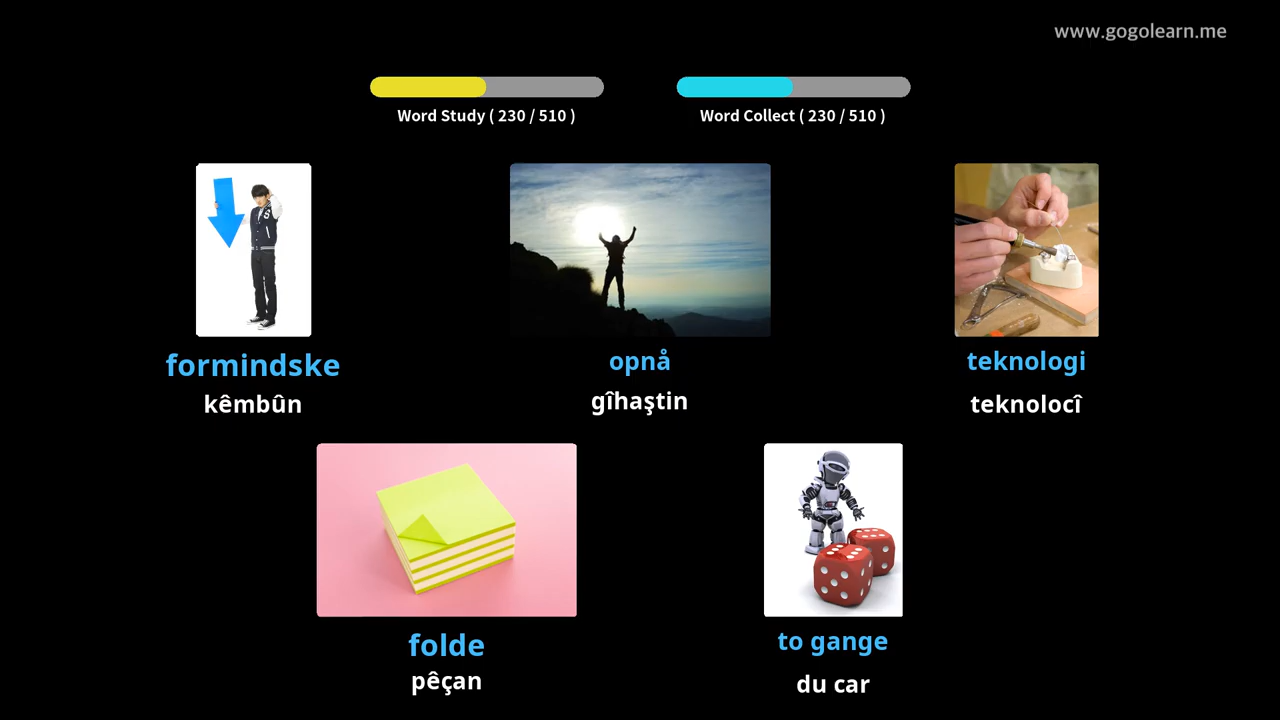 www.gogolearn.me
Word Study ( 230 / 510 )
Word Collect ( 230 / 510 )
formindske
kêmbûn
opnå
gîhaştin
teknologi
teknolocî
folde
pêçan
to gange
du car